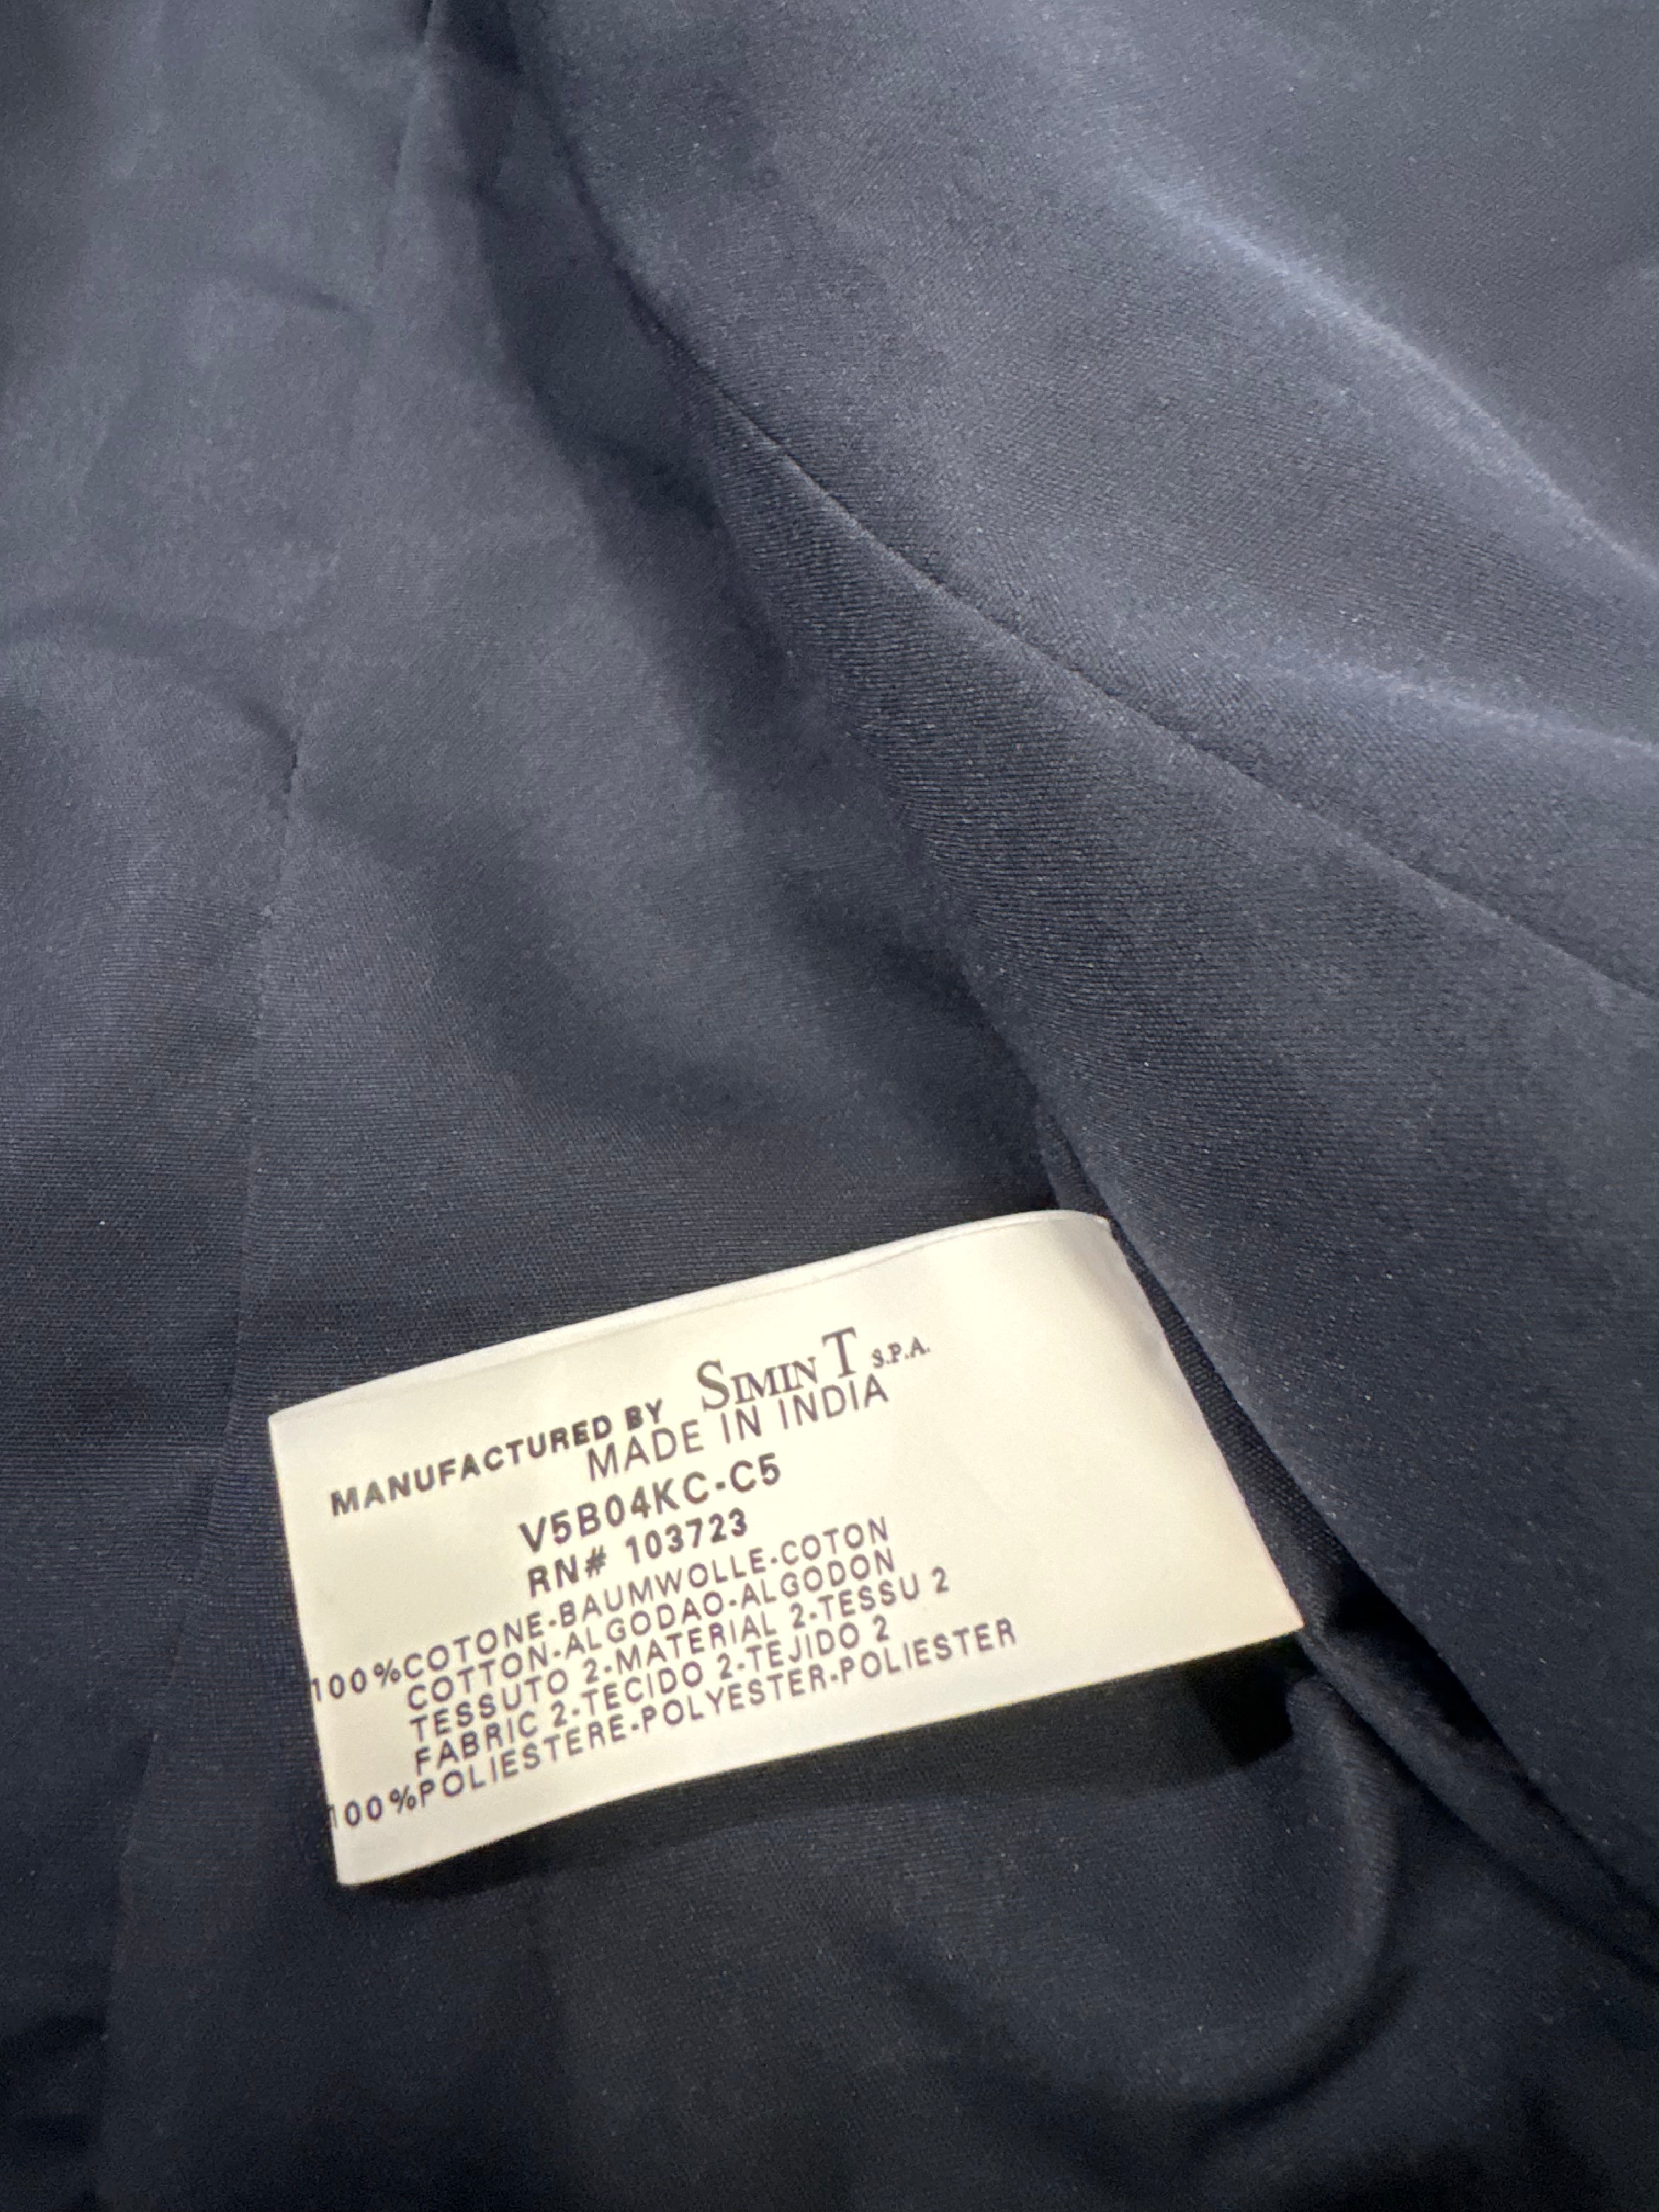 MANUFACTURED BY SIMIN T S.P.A.
MADE IN INDIA
V5B04KC-C5
RN# 103723
100%COTONE-BAUMWOLLE-COTON
COTTON-ALGODAO-ALGODON
TESSUTO 2-MATERIAL 2-TESSU 2
FABRIC 2-TECIDO 2-TEJIDO 2
100%POLIESTERE-POLYESTER-POLIESTER